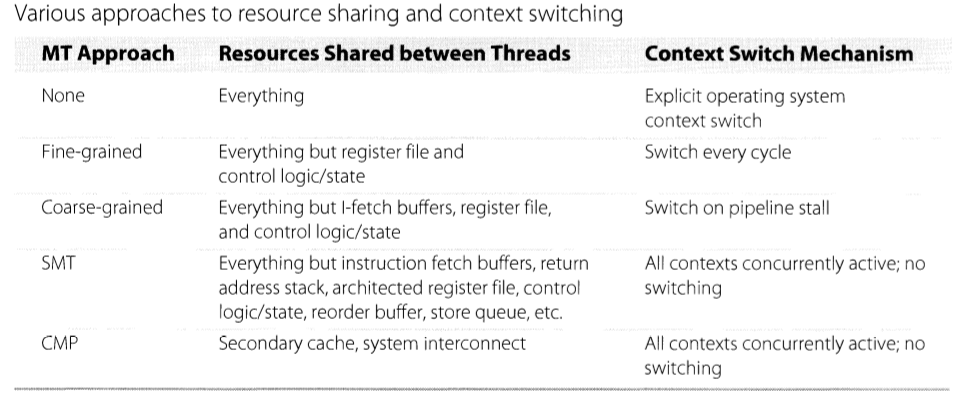 Various approaches to resource sharing and context switching
MT Approach Resources Shared between Threads Context Switch Mechanism
None Everything Explicit operating system
context switch
Fine-grained Everything but register file and Switch every cycle
control logic/state
Coarse-grained Everything but I-fetch buffers, register file, Switch on pipeline stall
and control logic/state
SMT Everything but instruction fetch buffers, return All contexts concurrently active; no
address stack, architected register file, control switching
logic/state, reorder buffer, store queue, etc.
CMP Secondary cache, system interconnect All contexts concurrently active; no
switching